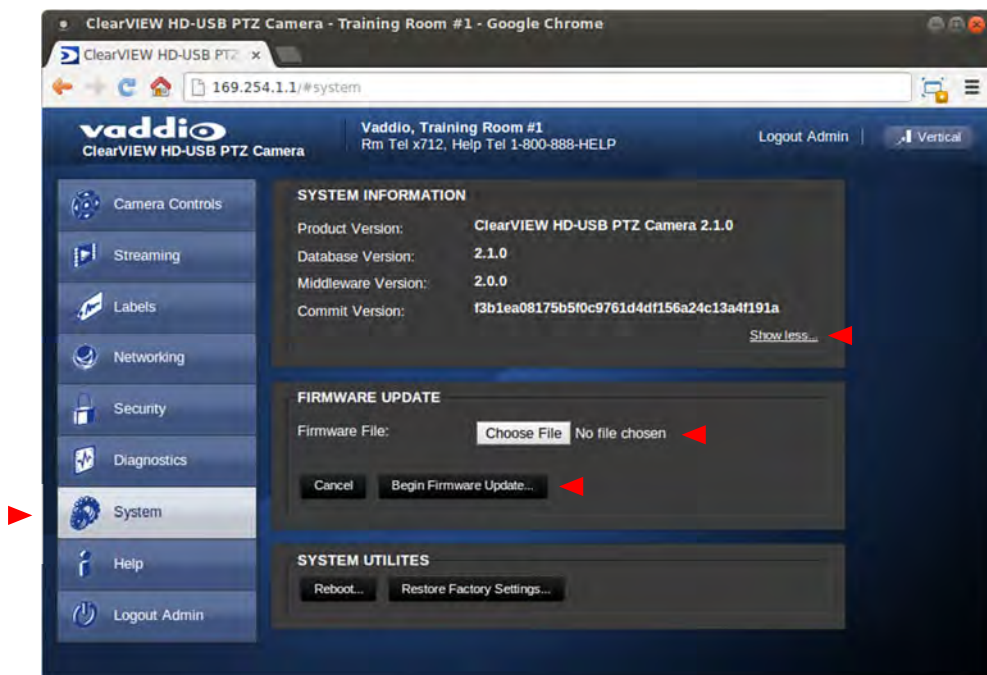 ClearVIEW HD-USB PTZ Camera - Training Room #1 - Google Chrome
ClearVIEW HD-USB PTZ ×
169.254.1.1/#system
vaddio
ClearVIEW HD-USB PTZ Camera
Vaddio, Training Room #1
Rm Tel x712, Help Tel 1-800-888-HELP
Logout Admin
Vertical
Camera Controls
Streaming
Labels
Networking
Security
Diagnostics
System
Help
Logout Admin
SYSTEM INFORMATION
Product Version: ClearVIEW HD-USB PTZ Camera 2.1.0
Database Version: 2.1.0
Middleware Version: 2.0.0
Commit Version: f3b1ea08175b5f0c9761d4df156a24c13a4f191a
Show less...
FIRMWARE UPDATE
Firmware File: Choose File No file chosen
Cancel Begin Firmware Update...
SYSTEM UTILITES
Reboot... Restore Factory Settings...